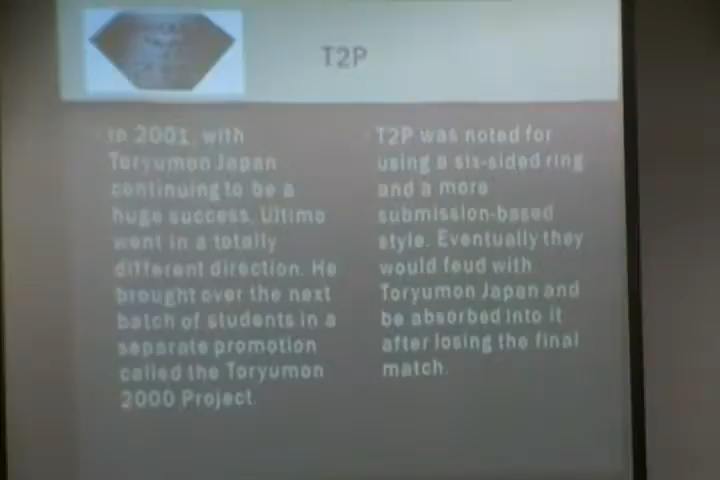 T2P
In 2001, with
Toryumon Japan
continuing to be a
huge success, Ultimo
went in a totally
different direction. He
brought over the next
batch of students in a
separate promotion
called the Toryumon
2000 Project.
T2P was noted for
using a six-sided ring
and a more
submission-based
style. Eventually they
would feud with
Toryumon Japan and
be absorbed into it
after losing the final
match.